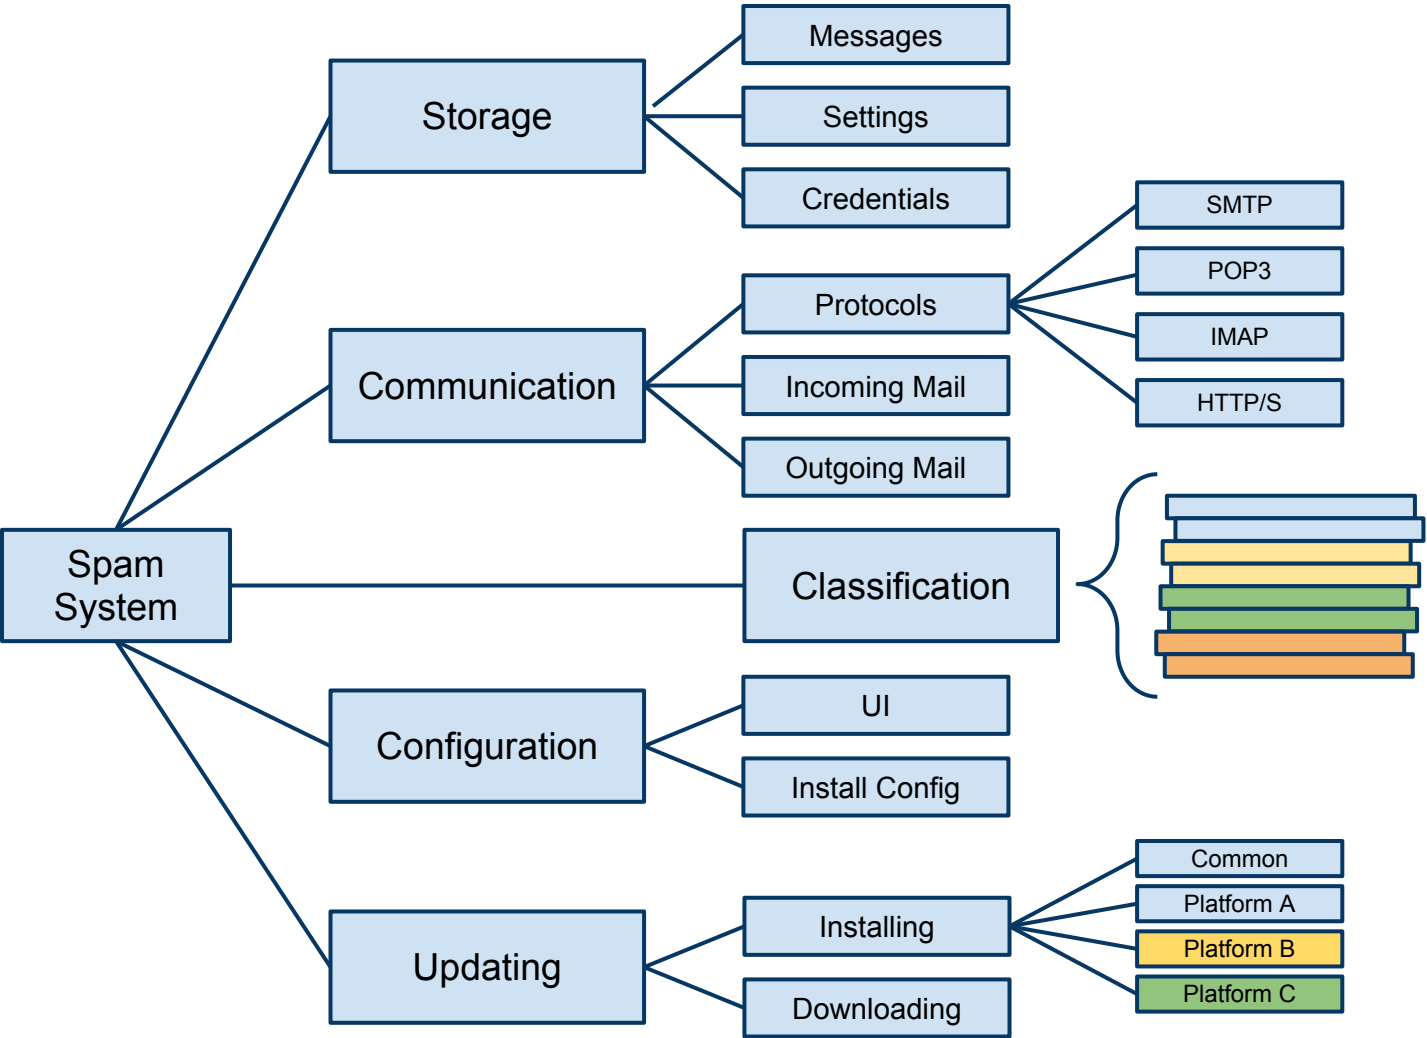 Messages
Storage
Settings
Credentials
SMTP
POP3
Protocols
IMAP
Communication
Incoming Mail
HTTP/S
Outgoing Mail
Spam
System
Classification
UI
Configuration
Install Config
Common
Platform A
Installing
Platform B
Updating
Platform C
Downloading